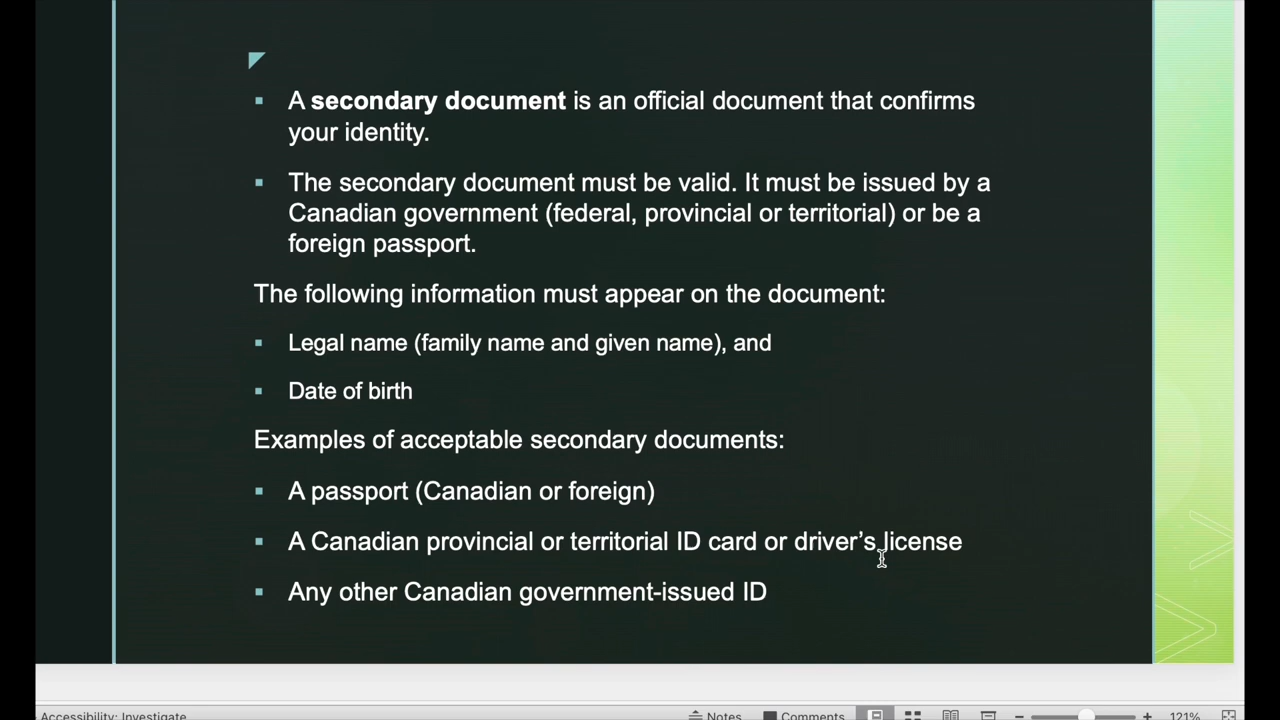 A secondary document is an official document that confirms
your identity.
The secondary document must be valid. It must be issued by a
Canadian government (federal, provincial or territorial) or be a
foreign passport.
The following information must appear on the document:
Legal name (family name and given name), and
Date of birth
Examples of acceptable secondary documents:
A passport (Canadian or foreign)
A Canadian provincial or territorial ID card or driver’s license
Any other Canadian government-issued ID
Accessibility: Investigate Notes Comments 121%